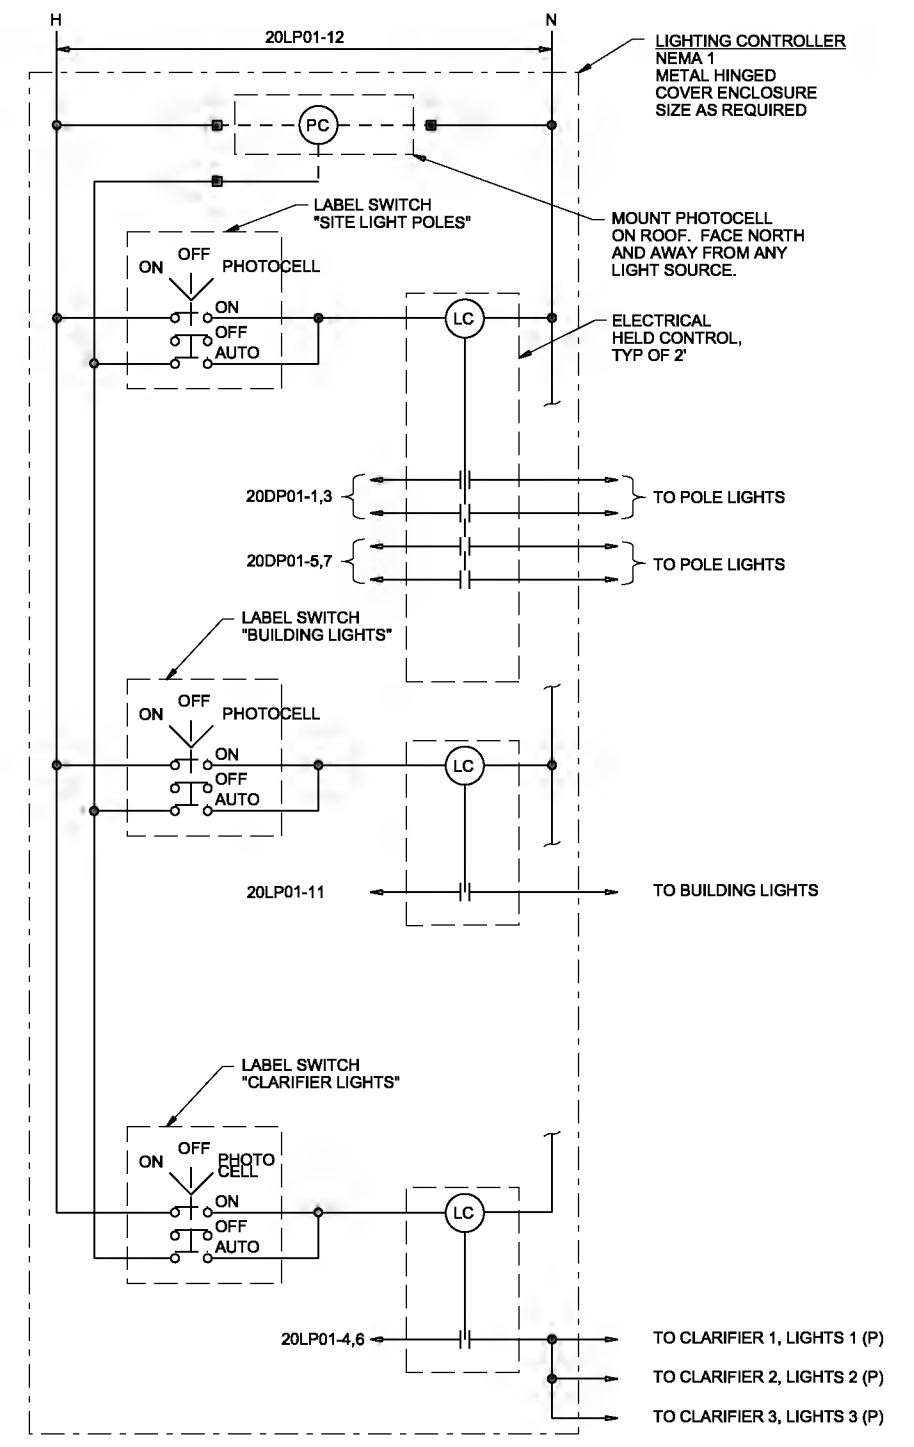 H
N
20LP01-12
LIGHTING CONTROLLER
NEMA 1
METAL HINGED
COVER ENCLOSURE
SIZE AS REQUIRED
PC
LABEL SWITCH
"SITE LIGHT POLES"
MOUNT PHOTOCELL
ON ROOF. FACE NORTH
AND AWAY FROM ANY
LIGHT SOURCE.
ON
OFF
PHOTOCELL
ON
OFF
AUTO
LC
ELECTRICAL
HELD CONTROL,
TYP OF 2'
20DP01-1,3
TO POLE LIGHTS
20DP01-5,7
TO POLE LIGHTS
LABEL SWITCH
"BUILDING LIGHTS"
ON
OFF
PHOTOCELL
ON
OFF
AUTO
LC
20LP01-11
TO BUILDING LIGHTS
LABEL SWITCH
"CLARIFIER LIGHTS"
ON
OFF
PHOTO
CELL
ON
OFF
AUTO
LC
20LP01-4,6
TO CLARIFIER 1, LIGHTS 1 (P)
TO CLARIFIER 2, LIGHTS 2 (P)
TO CLARIFIER 3, LIGHTS 3 (P)